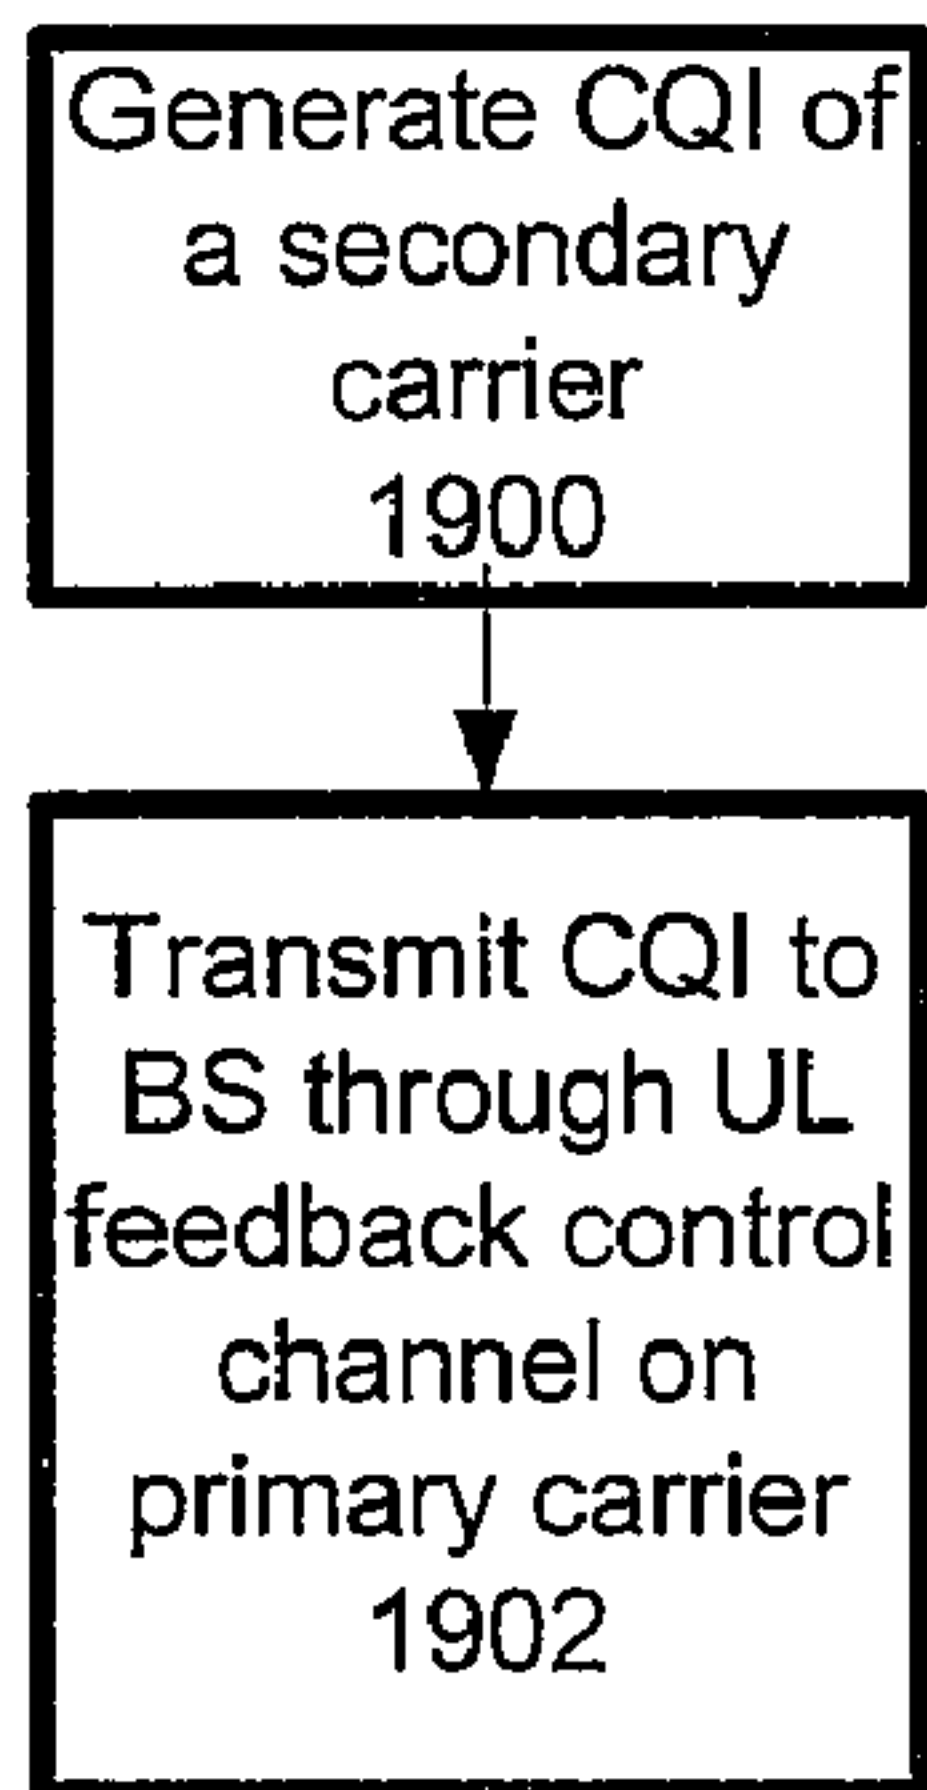 Generate CQI of
a secondary
carrier
1900
Transmit CQI to
BS through UL
feedback control
channel on
primary carrier
1902